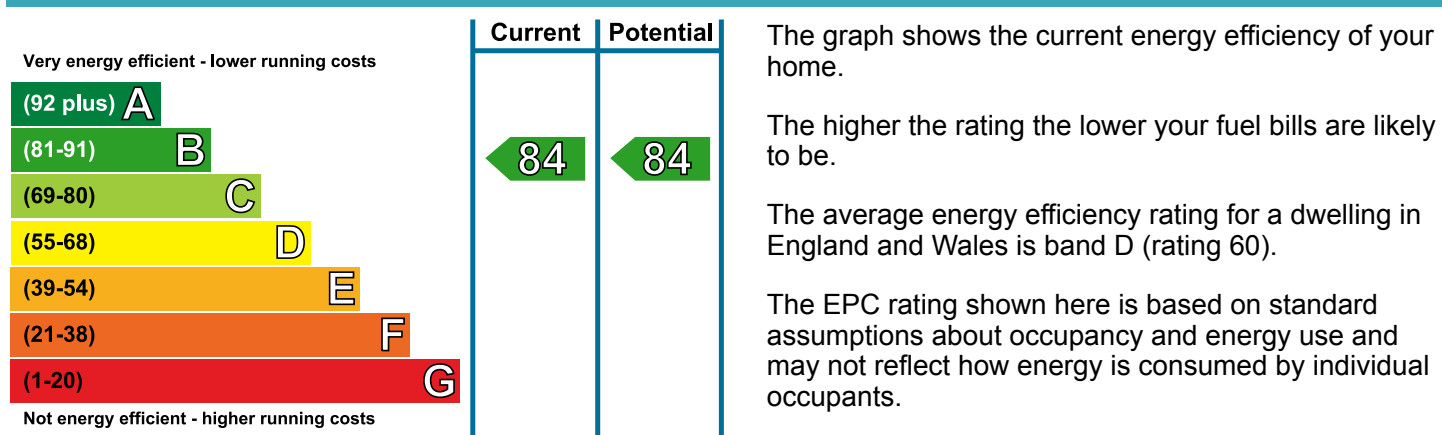 Very energy efficient - lower running costs
(92 plus) A
(81-91) B
(69-80) C
(55-68) D
(39-54) E
(21-38) F
(1-20) G
Not energy efficient - higher running costs
Current Potential
84 84
The graph shows the current energy efficiency of your
home.
The higher the rating the lower your fuel bills are likely
to be.
The average energy efficiency rating for a dwelling in
England and Wales is band D (rating 60).
The EPC rating shown here is based on standard
assumptions about occupancy and energy use and
may not reflect how energy is consumed by individual
occupants.